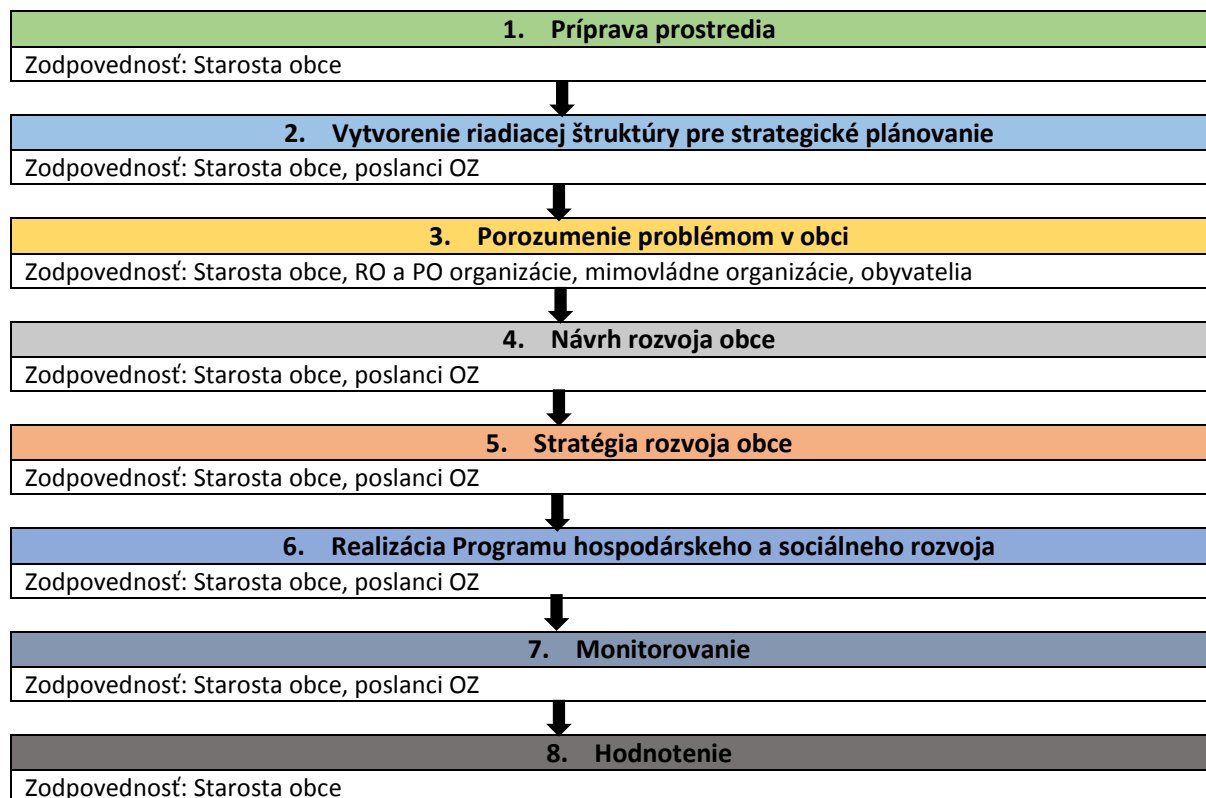 1. Príprava prostredia
Zodpovednosť: Starosta obce
2. Vytvorenie riadiacej štruktúry pre strategické plánovanie
Zodpovednosť: Starosta obce, poslanci OZ
3. Porozumenie problémom v obci
Zodpovednosť: Starosta obce, RO a PO organizácie, mimovládne organizácie, obyvatelia
4. Návrh rozvoja obce
Zodpovednosť: Starosta obce, poslanci OZ
5. Stratégia rozvoja obce
Zodpovednosť: Starosta obce, poslanci OZ
6. Realizácia Programu hospodárskeho a sociálneho rozvoja
Zodpovednosť: Starosta obce, poslanci OZ
7. Monitorovanie
Zodpovednosť: Starosta obce, poslanci OZ
8. Hodnotenie
Zodpovednosť: Starosta obce